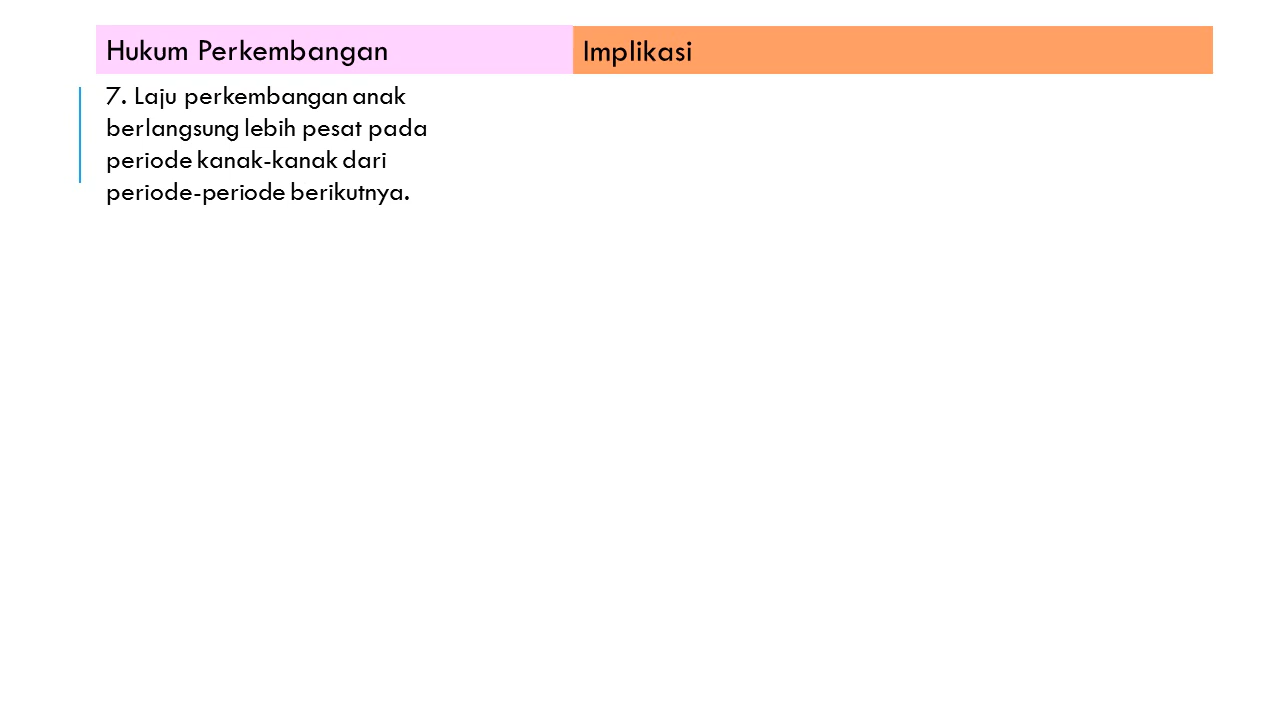 Hukum Perkembangan
Implikasi
7. Laju perkembangan anak
berlangsung lebih pesat pada
periode kanak-kanak dari
periode-periode berikutnya.